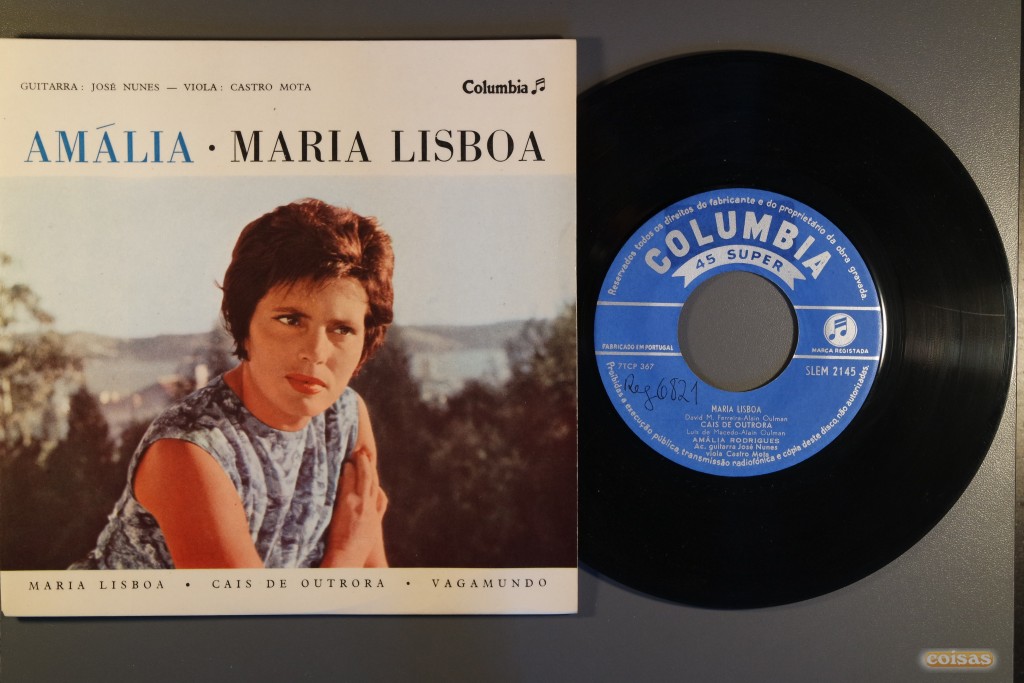 GUITARRA: JOSÉ NUNES — VIOLA: CASTRO MOTA
Columbia
AMÁLIA · MARIA LISBOA
MARIA LISBOA • CAIS DE OUTRORA • VAGAMUNDO
Reservados todos os direitos do fabricante e do proprietário da obra gravada.
COLUMBIA
45 SUPER
FABRICADO EM PORTUGAL
MARCA REGISTADA
7TCP 367
SLEM 2145
Reg 6821
MARIA LISBOA
David M. Ferreira-Alain Oulman
CAIS DE OUTRORA
Luis de Macedo-Alain Oulman
AMÁLIA RODRIGUES
Ac. guitarra José Nunes
viola Castro Mota
Proibidas a execução pública, transmissão radiofónica e cópia deste disco, não autorizadas.
coisas